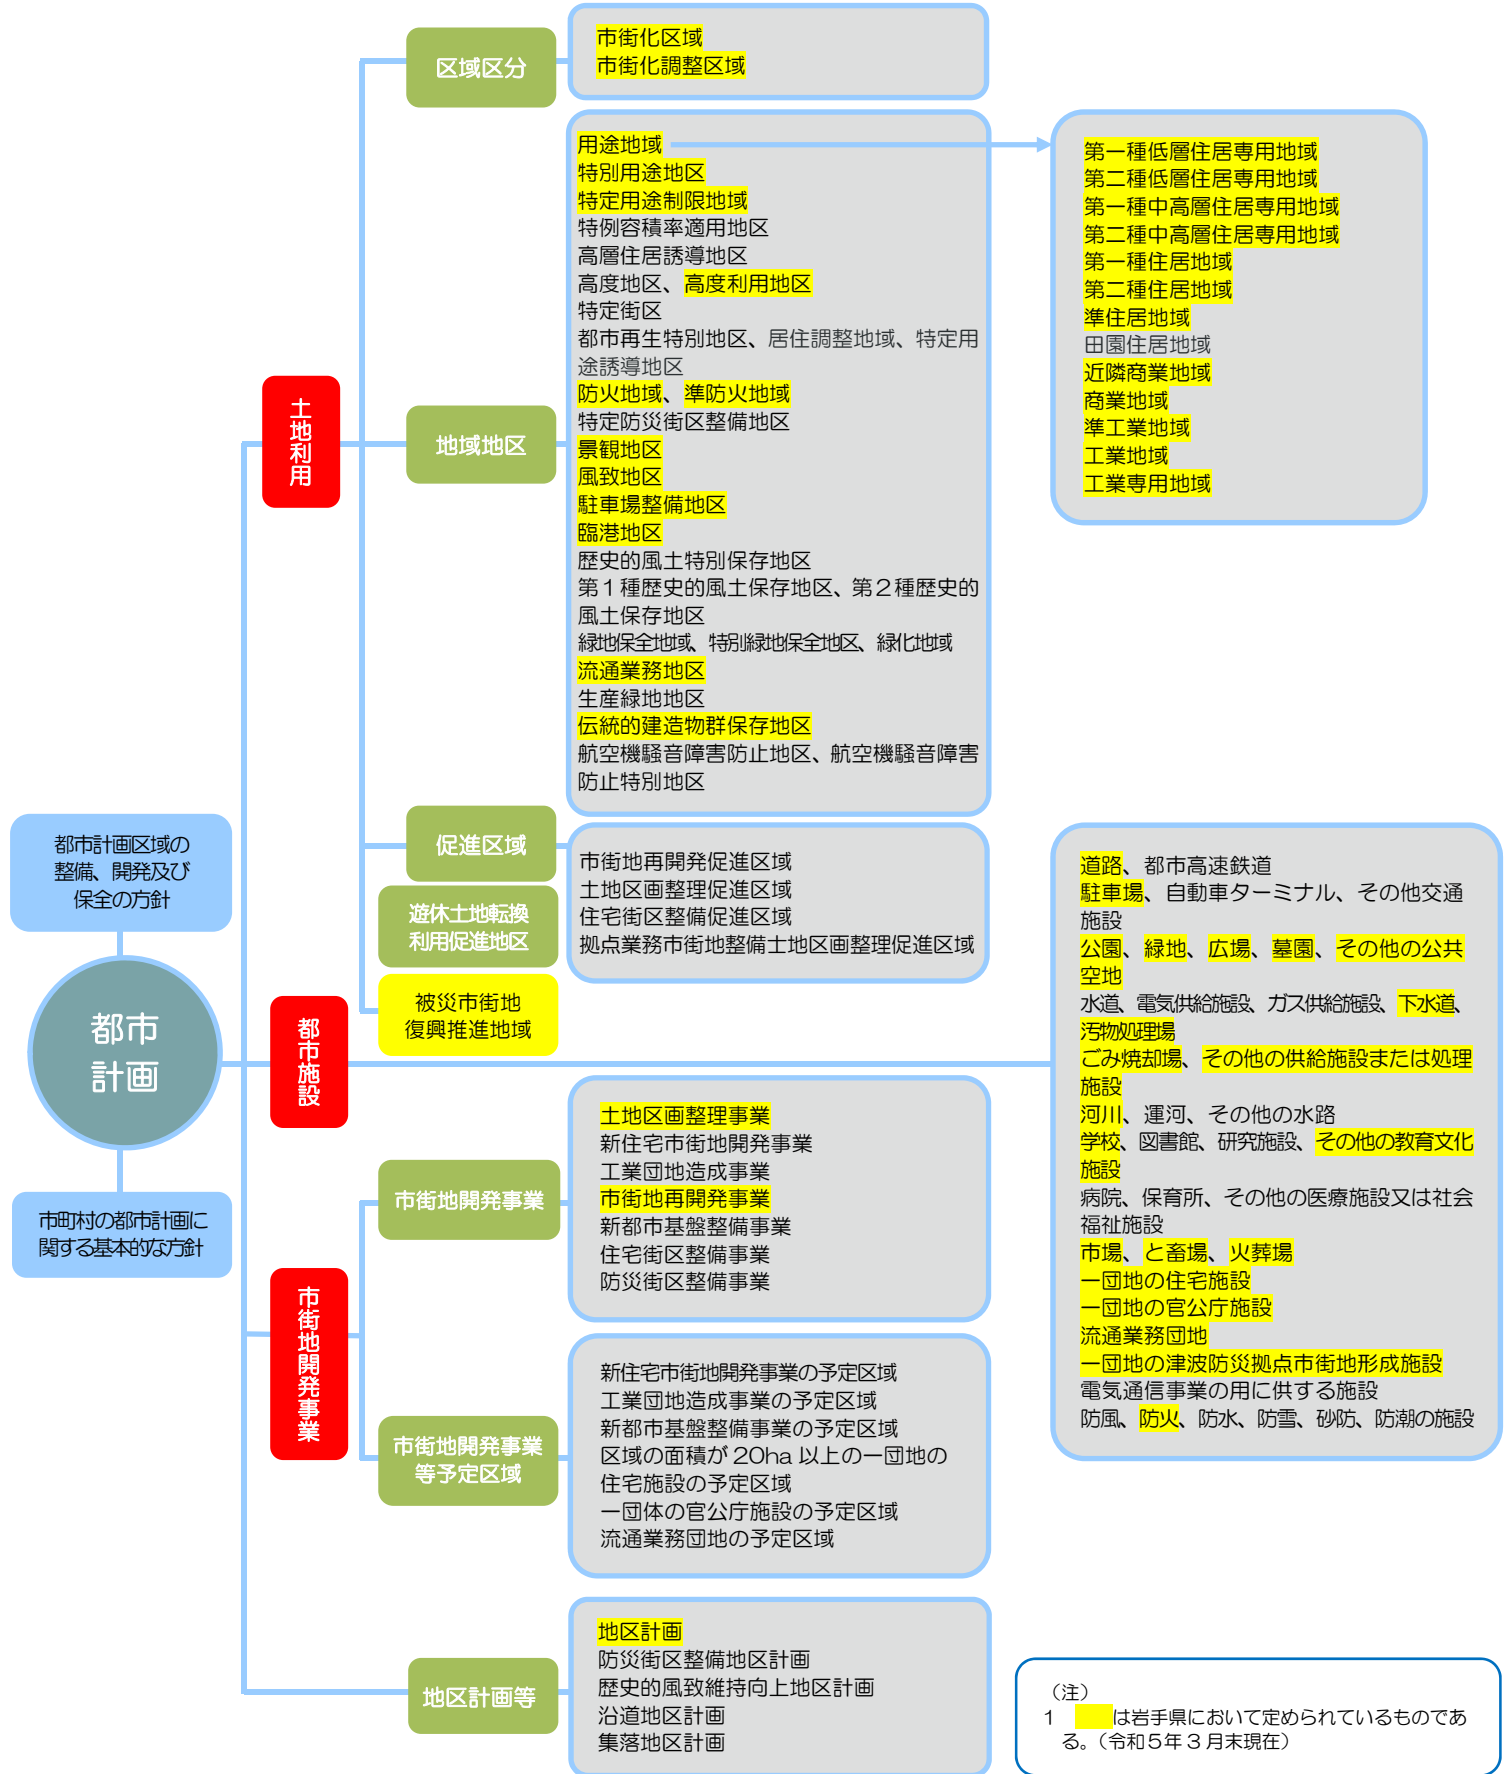 区域区分
市街化区域
市街化調整区域
用途地域
特別用途地区
特定用途制限地域
特例容積率適用地区
高層住居誘導地区
高度地区、高度利用地区
特定街区
都市再生特別地区、居住調整地域、特定用
途誘導地区
防火地域、準防火地域
特定防災街区整備地区
景観地区
風致地区
駐車場整備地区
臨港地区
歴史的風土特別保存地区
第1種歴史的風土保存地区、第2種歴史的
風土保存地区
緑地保全地域、特別緑地保全地区、緑化地域
流通業務地区
生産緑地地区
伝統的建造物群保存地区
航空機騒音障害防止地区、航空機騒音障害
防止特別地区
第一種低層住居専用地域
第二種低層住居専用地域
第一種中高層住居専用地域
第二種中高層住居専用地域
第一種住居地域
第二種住居地域
準住居地域
田園住居地域
近隣商業地域
商業地域
準工業地域
工業地域
工業専用地域
土地利用
地域地区
促進区域
市街地再開発促進区域
土地区画整理促進区域
住宅街区整備促進区域
拠点業務市街地整備土地区画整理促進区域
遊休土地転換
利用促進地区
被災市街地
復興推進地域
都市計画区域の
整備、開発及び
保全の方針
都市
計画
市町村の都市計画に
関する基本的な方針
都市施設
道路、都市高速鉄道
駐車場、自動車ターミナル、その他交通
施設
公園、緑地、広場、墓園、その他の公共
空地
水道、電気供給施設、ガス供給施設、下水道、
汚物処理場
ごみ焼却場、その他の供給施設または処理
施設
河川、運河、その他の水路
学校、図書館、研究施設、その他の教育文化
施設
病院、保育所、その他の医療施設又は社会
福祉施設
市場、と畜場、火葬場
一団地の住宅施設
一団地の官公庁施設
流通業務団地
一団地の津波防災拠点市街地形成施設
電気通信事業の用に供する施設
防風、防火、防水、防雪、砂防、防潮の施設
市街地開発事業
市街地開発事業
土地区画整理事業
新住宅市街地開発事業
工業団地造成事業
市街地再開発事業
新都市基盤整備事業
住宅街区整備事業
防災街区整備事業
市街地開発事業
等予定区域
新住宅市街地開発事業の予定区域
工業団地造成事業の予定区域
新都市基盤整備事業の予定区域
区域の面積が20ha以上の一団地の
住宅施設の予定区域
一団体の官公庁施設の予定区域
流通業務団地の予定区域
地区計画等
地区計画
防災街区整備地区計画
歴史的風致維持向上地区計画
沿道地区計画
集落地区計画
（注）
1　　は岩手県において定められているものであ
る。（令和5年3月末現在）